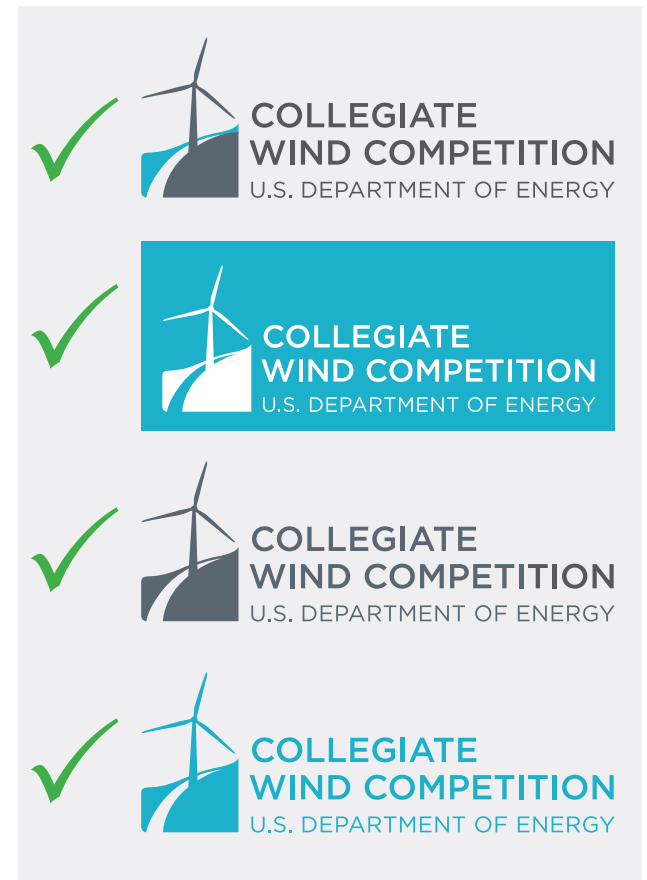 COLLEGIATE
WIND COMPETITION
U.S. DEPARTMENT OF ENERGY
COLLEGIATE
WIND COMPETITION
U.S. DEPARTMENT OF ENERGY
COLLEGIATE
WIND COMPETITION
U.S. DEPARTMENT OF ENERGY
COLLEGIATE
WIND COMPETITION
U.S. DEPARTMENT OF ENERGY